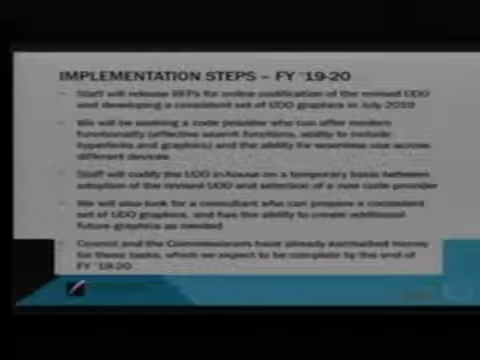 IMPLEMENTATION STEPS – FY '19-20
Staff will release RFPs for online codification of the revised UDO
and developing a consistent set of UDO graphics in July 2019
We will be seeking a code provider who can offer modern
functionality (effective search functions, ability to include
hyperlinks and graphics) and the ability for seamless use across
different devices.
Staff will codify the UDO in-house on a temporary basis between
adoption of the revised UDO and selection of a new code provider
We will also look for a consultant who can prepare a consistent
set of UDO graphics, and has the ability to create additional
future graphics as needed
Council and the Commissioners have already earmarked money
for these tasks, which we expect to be complete by the end of
FY '19-20